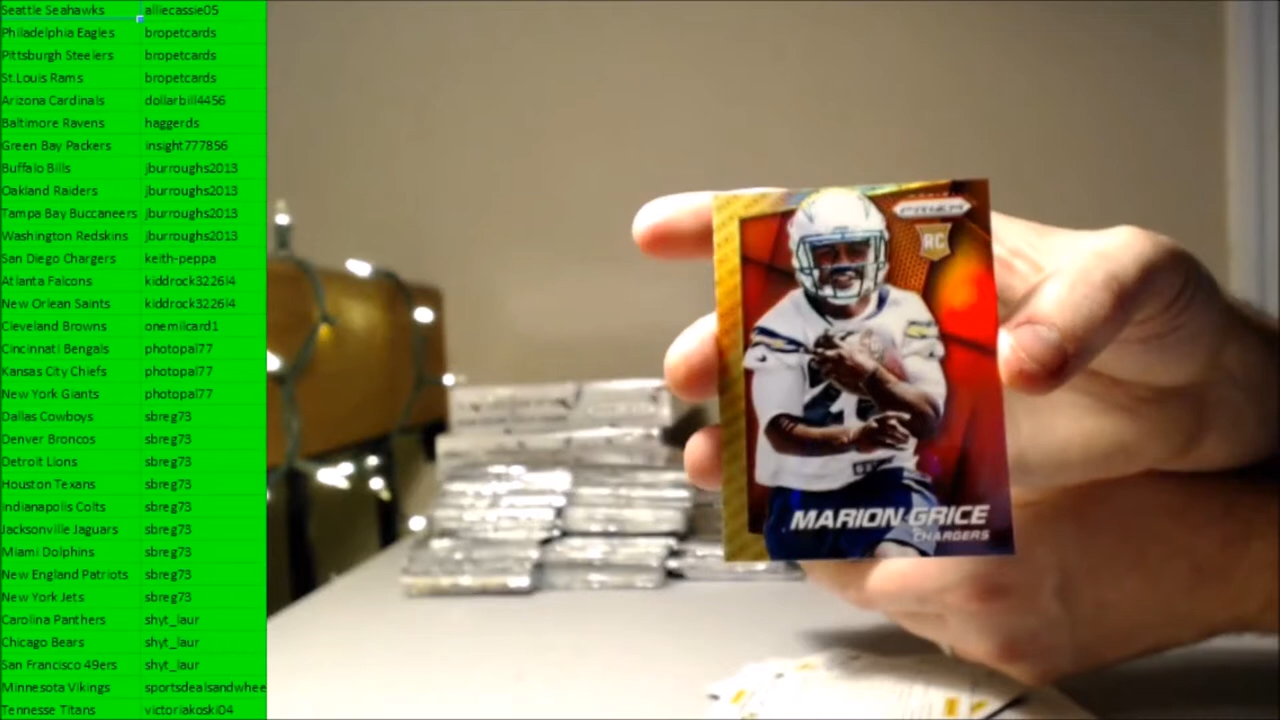 Seattle Seahawks alliecassie05
Philadelphia Eagles bropetcards
Pittsburgh Steelers bropetcards
St.Louis Rams bropetcards
Arizona Cardinals dollarbill4456
Baltimore Ravens haggerds
Green Bay Packers insight777856
Buffalo Bills jburroughs2013
Oakland Raiders jburroughs2013
Tampa Bay Buccaneers jburroughs2013
Washington Redskins jburroughs2013
San Diego Chargers keith-peppa
Atlanta Falcons kiddrock322614
New Orlean Saints kiddrock322614
Cleveland Browns onemilcard1
Cincinnati Bengals photopal77
Kansas City Chiefs photopal77
New York Giants photopal77
Dallas Cowboys sbreg73
Denver Broncos sbreg73
Detroit Lions sbreg73
Houston Texans sbreg73
Indianapolis Colts sbreg73
Jacksonville Jaguars sbreg73
Miami Dolphins sbreg73
New England Patriots sbreg73
New York Jets sbreg73
Carolina Panthers shyt_laur
Chicago Bears shyt_laur
San Francisco 49ers shyt_laur
Minnesota Vikings sportsdealsandwhee
Tennesse Titans victoriakoski04
PRIZM
RC
MARION GRICE
CHARGERS